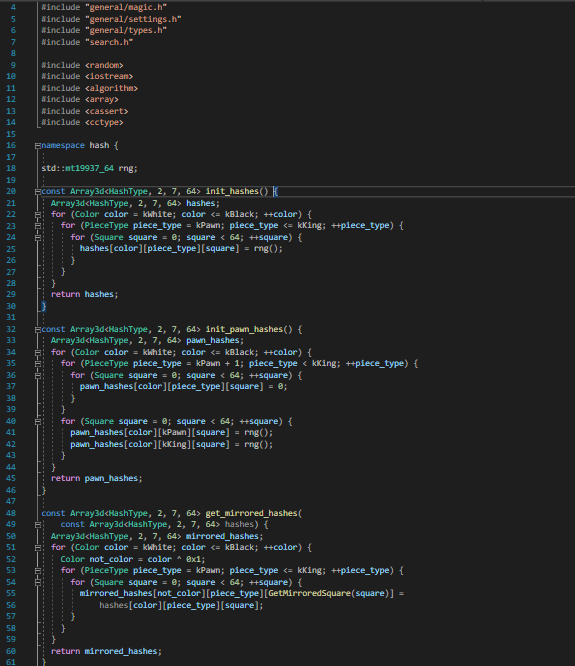 4 #include "general/magic.h"
5 #include "general/settings.h"
6 #include "general/types.h"
7 #include "search.h"
8
9 #include <random>
10 #include <iostream>
11 #include <algorithm>
12 #include <array>
13 #include <cassert>
14 #include <cctype>
15
16 namespace hash {
17
18 std::mt19937_64 rng;
19
20 const Array3d<HashType, 2, 7, 64> init_hashes() {
21   Array3d<HashType, 2, 7, 64> hashes;
22   for (Color color = kWhite; color <= kBlack; ++color) {
23     for (PieceType piece_type = kPawn; piece_type <= kKing; ++piece_type) {
24       for (Square square = 0; square < 64; ++square) {
25         hashes[color][piece_type][square] = rng();
26       }
27     }
28   }
29   return hashes;
30 }
31
32 const Array3d<HashType, 2, 7, 64> init_pawn_hashes() {
33   Array3d<HashType, 2, 7, 64> pawn_hashes;
34   for (Color color = kWhite; color <= kBlack; ++color) {
35     for (PieceType piece_type = kPawn + 1; piece_type < kKing; ++piece_type) {
36       for (Square square = 0; square < 64; ++square) {
37         pawn_hashes[color][piece_type][square] = 0;
38       }
39     }
40     for (Square square = 0; square < 64; ++square) {
41       pawn_hashes[color][kPawn][square] = rng();
42       pawn_hashes[color][kKing][square] = rng();
43     }
44   }
45   return pawn_hashes;
46 }
47
48 const Array3d<HashType, 2, 7, 64> get_mirrored_hashes(
49     const Array3d<HashType, 2, 7, 64> hashes) {
50   Array3d<HashType, 2, 7, 64> mirrored_hashes;
51   for (Color color = kWhite; color <= kBlack; ++color) {
52     Color not_color = color ^ 0x1;
53     for (PieceType piece_type = kPawn; piece_type <= kKing; ++piece_type) {
54       for (Square square = 0; square < 64; ++square) {
55         mirrored_hashes[not_color][piece_type][GetMirroredSquare(square)] =
56             hashes[color][piece_type][square];
57       }
58     }
59   }
60   return mirrored_hashes;
61 }